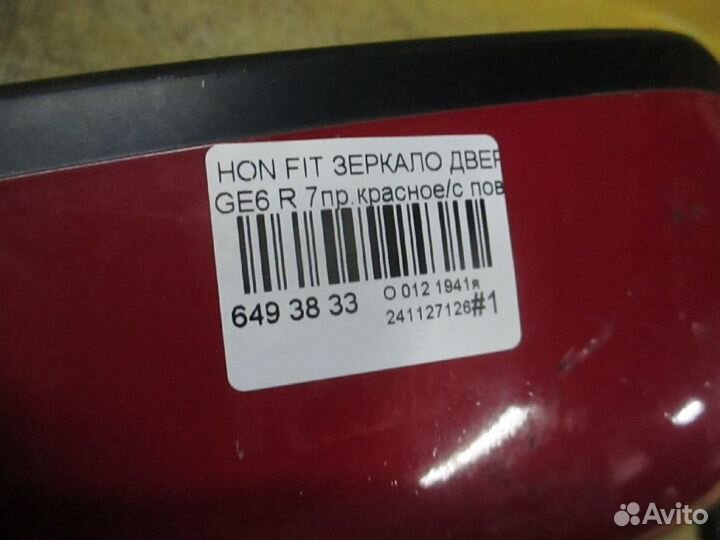 HON FIT ЗЕРКАЛО ДВЕР
GE6 R 7пр.красное/с пов
649 38 33
О 012 1941я
241127126#1
Avito